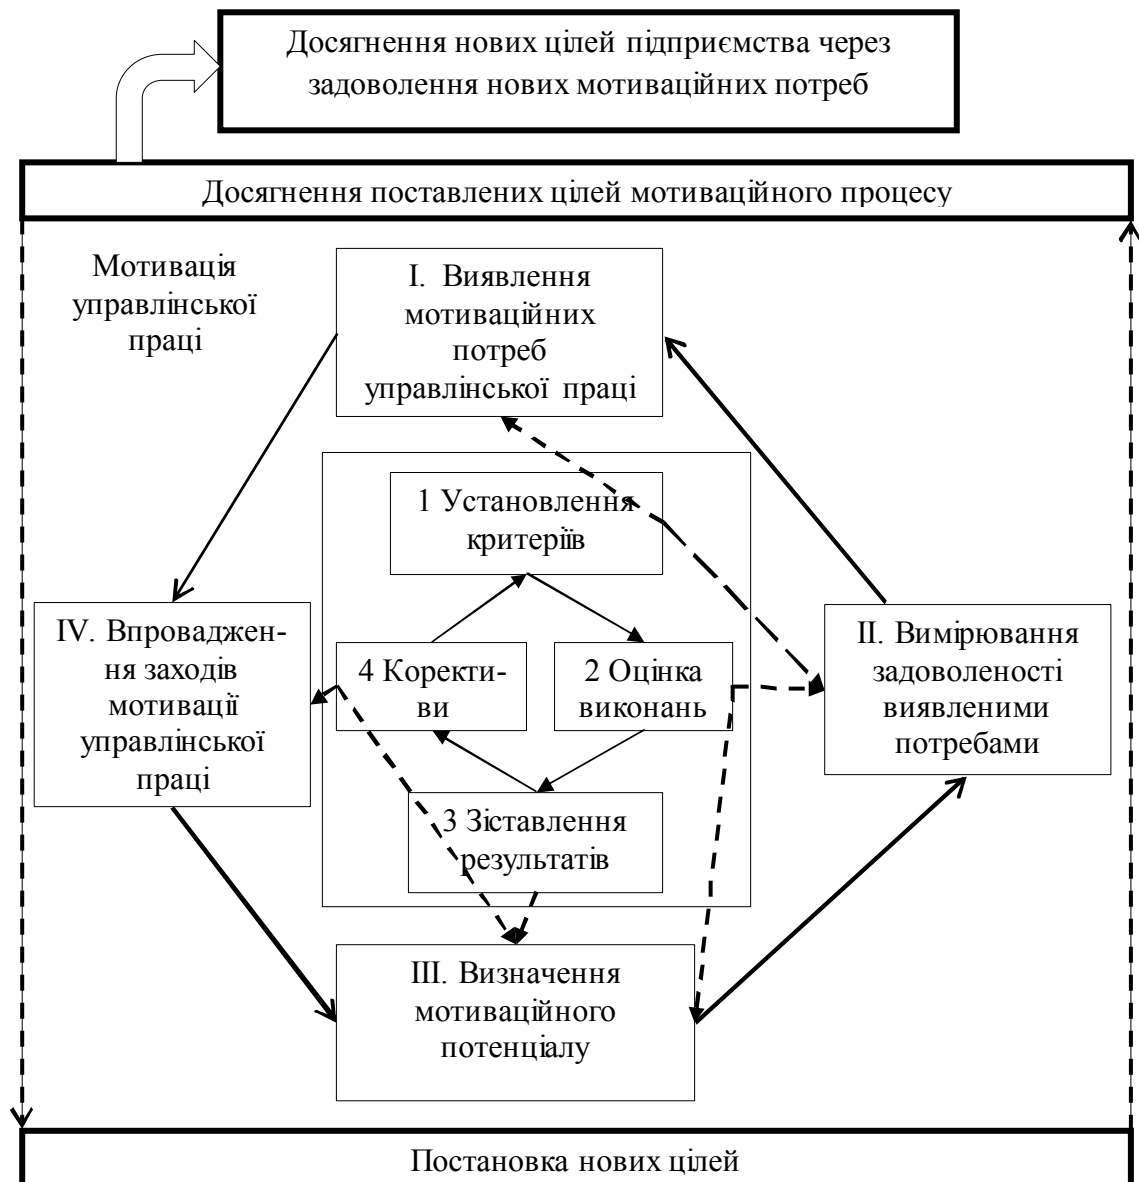 Досягнення нових цілей підприємства через
задоволення нових мотиваційних потреб
Досягнення поставлених цілей мотиваційного процесу
Мотивація
управлінської
праці
I. Виявлення
мотиваційних
потреб
управлінської праці
1 Установлення
критеріїв
IV. Впроваджен-
ня заходів
мотивації
управлінської
праці
4 Коректи-
ви
2 Оцінка
виконань
II. Вимірювання
задоволеності
виявленими
потребами
3 Зіставлення
результатів
III. Визначення
мотиваційного
потенціалу
Постановка нових цілей